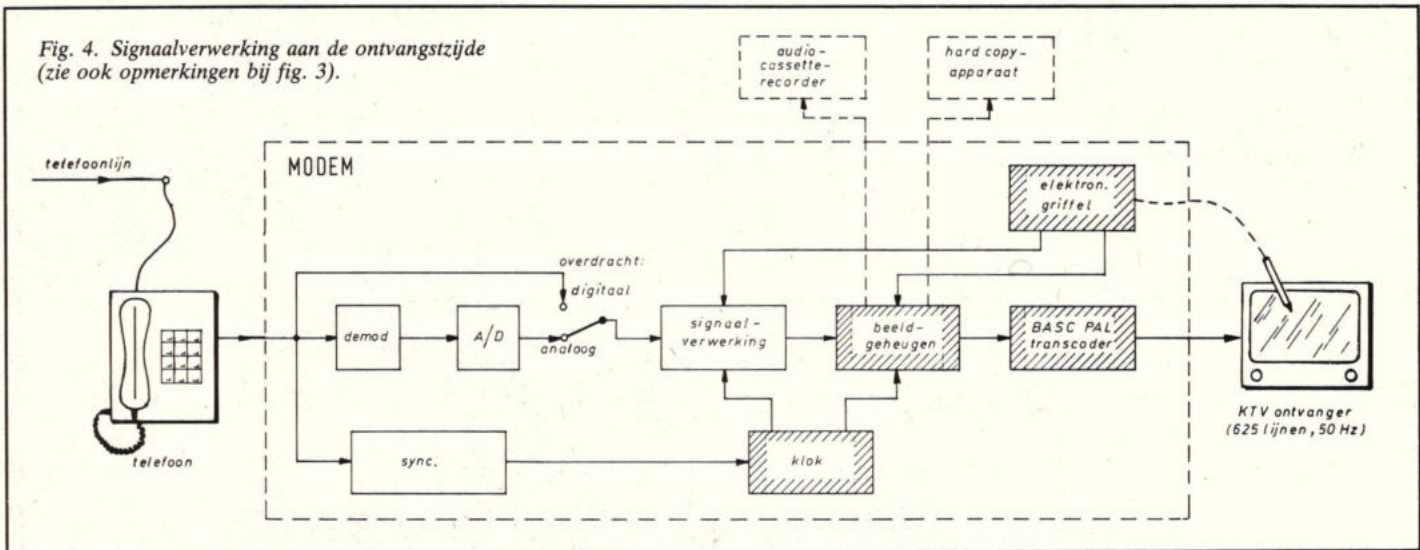 Fig. 4. Signaalverwerking aan de ontvangstzijde
(zie ook opmerkingen bij fig. 3).
audio-
cassette-
recorder
hard copy-
apparaat
telefoonlijn
MODEM
elektron.
griffel
overdracht:
digitaal
demod
A/D
analoog
signaal-
verwerking
beeld-
geheugen
BASC PAL
transcoder
KTV ontvanger
(625 lijnen, 50 Hz)
telefoon
sync.
klok